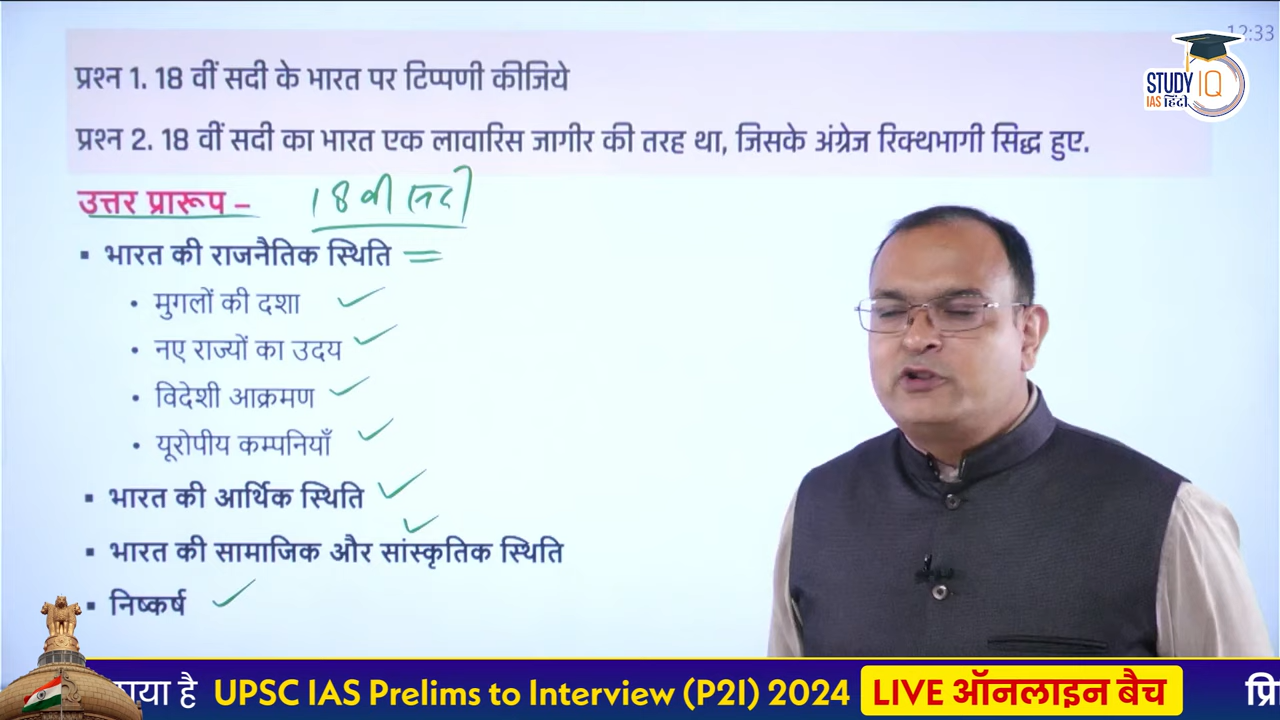 12:33
STUDY IQ
IAS हिंदी
प्रश्न 1. 18 वीं सदी के भारत पर टिप्पणी कीजिये
प्रश्न 2. 18 वीं सदी का भारत एक लावारिस जागीर की तरह था, जिसके अंग्रेज रिक्थभागी सिद्ध हुए.
उत्तर प्रारूप – 18 वी
▪ भारत की राजनैतिक स्थिति
• मुगलों की दशा
• नए राज्यों का उदय
• विदेशी आक्रमण
• यूरोपीय कम्पनियाँ
▪ भारत की आर्थिक स्थिति
▪ भारत की सामाजिक और सांस्कृतिक स्थिति
▪ निष्कर्ष
है UPSC IAS Prelims to Interview (P2I) 2024 LIVE ऑनलाइन बैच